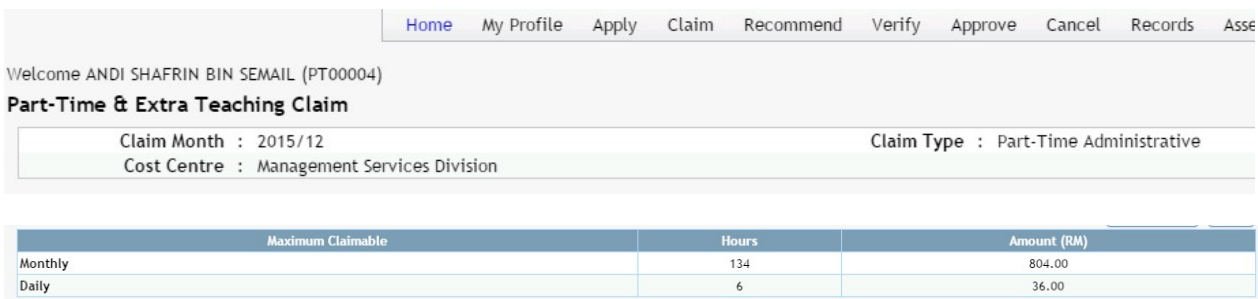 Home My Profile Apply Claim Recommend Verify Approve Cancel Records Asse
Welcome ANDI SHAFRIN BIN SEMAIL (PT00004)
Part-Time & Extra Teaching Claim
Claim Month : 2015/12 Claim Type : Part-Time Administrative
Cost Centre : Management Services Division
Maximum Claimable Hours Amount (RM)
Monthly 134 804.00
Daily 6 36.00